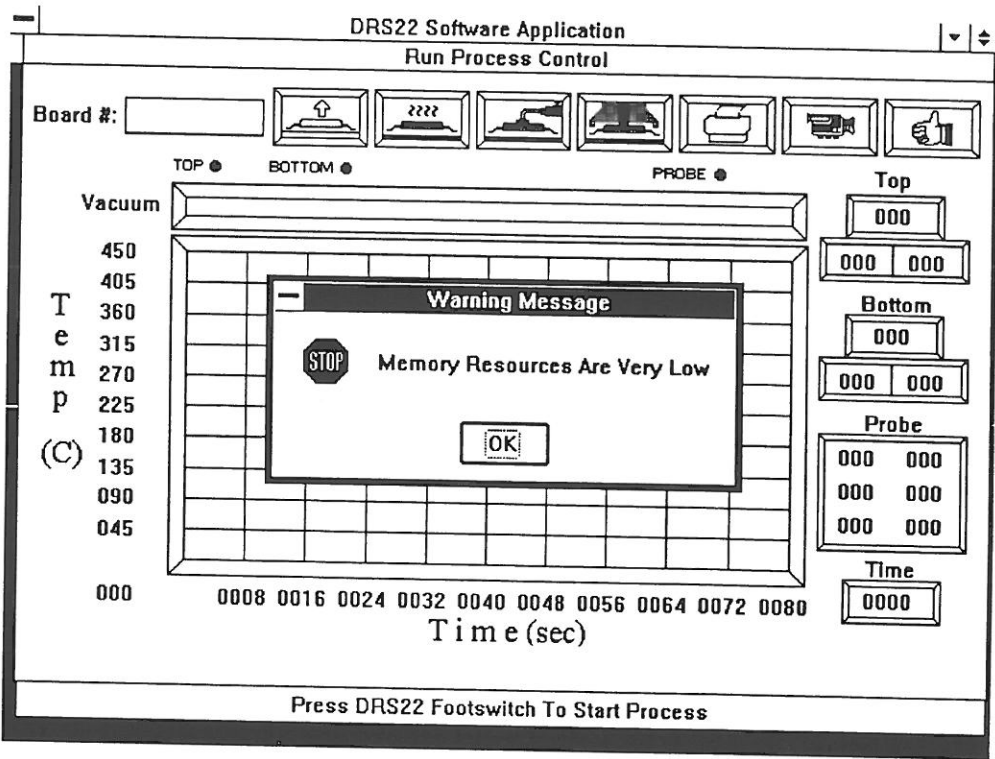 DRS22 Software Application
Run Process Control
Board #:
TOP BOTTOM PROBE
Vacuum
Top
000
000 000
Bottom
000
000 000
Probe
000 000
000 000
000 000
Time
0000
Temp
(C)
450
405
360
315
270
225
180
135
090
045
000
Warning Message
STOP
Memory Resources Are Very Low
OK
0008 0016 0024 0032 0040 0048 0056 0064 0072 0080
Time (sec)
Press DRS22 Footswitch To Start Process